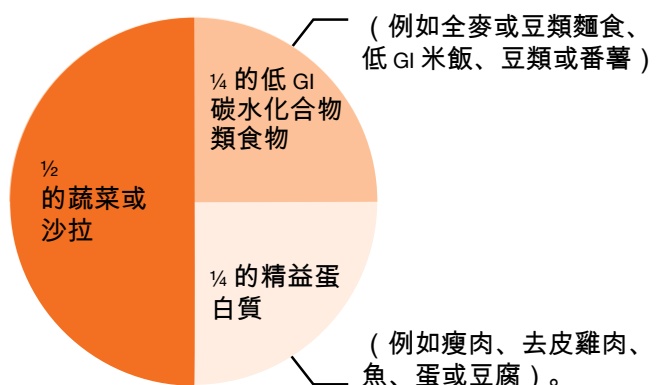 ½
的蔬菜或
沙拉
¼ 的低 GI
碳水化合物
類食物
（例如全麥或豆類麵食、
低 GI 米飯、豆類或番薯）
¼ 的精益蛋
白質
（例如瘦肉、去皮雞肉、
魚、蛋或豆腐）。